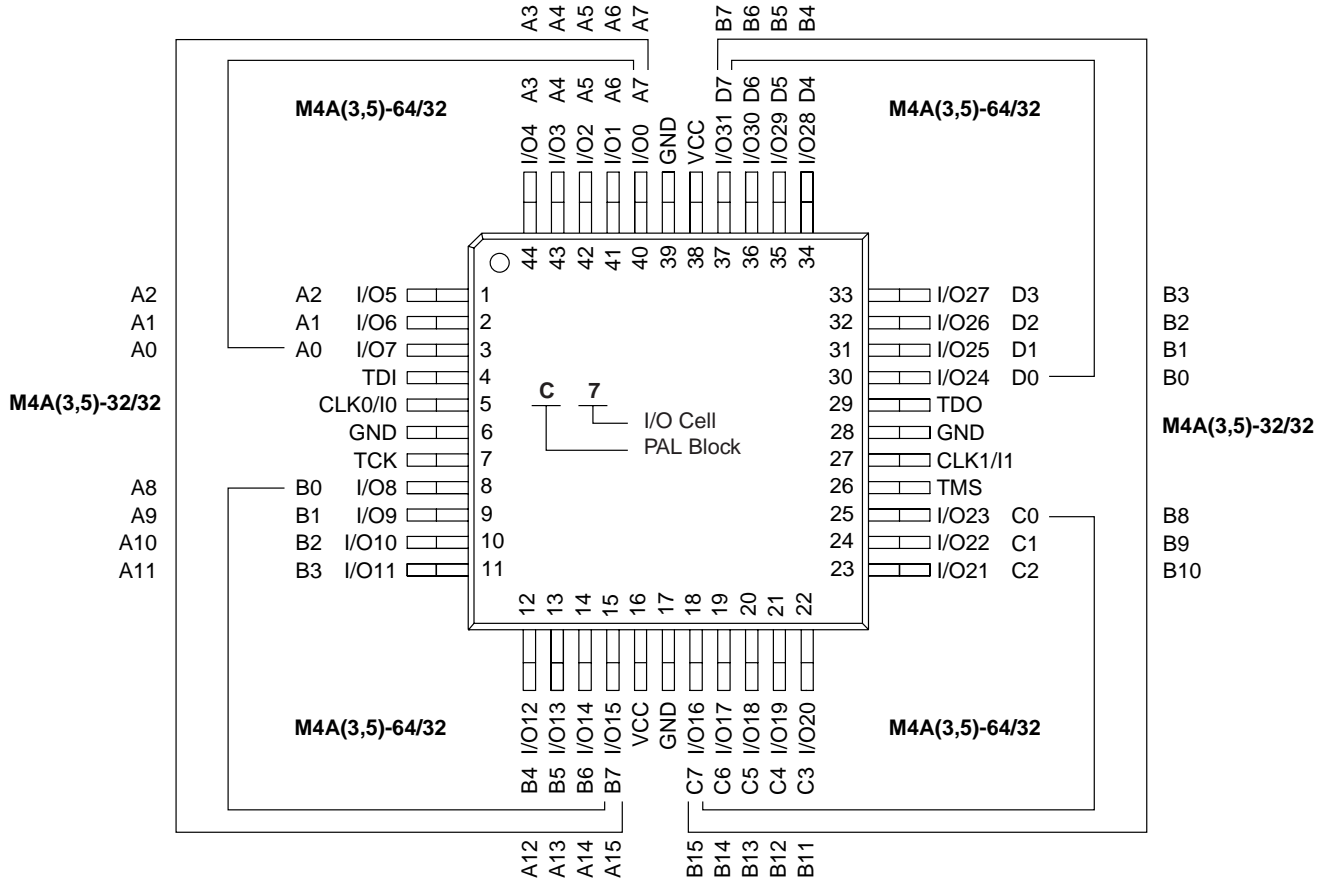 A3 A4 A5 A6 A7 B7 B6 B5 B4
M4A(3,5)-64/32 M4A(3,5)-64/32
A3 A4 A5 A6 A7 D7 D6 D5 D4
I/O4 I/O3 I/O2 I/O1 I/O0 GND VCC I/O31 I/O30 I/O29 I/O28
44 43 42 41 40 39 38 37 36 35 34
A2 A2 I/O5 1 33 I/O27 D3 B3
A1 A1 I/O6 2 32 I/O26 D2 B2
A0 A0 I/O7 3 31 I/O25 D1 B1
TDI 4 30 I/O24 D0 B0
M4A(3,5)-32/32 CLK0/I0 5 C 7 29 TDO M4A(3,5)-32/32
I/O Cell
GND 6 28 GND
PAL Block
TCK 7 27 CLK1/I1
A8 B0 I/O8 8 26 TMS
A9 B1 I/O9 9 25 I/O23 C0 B8
A10 B2 I/O10 10 24 I/O22 C1 B9
A11 B3 I/O11 11 23 I/O21 C2 B10
12 13 14 15 16 17 18 19 20 21 22
I/O12 I/O13 I/O14 I/O15 VCC GND I/O16 I/O17 I/O18 I/O19 I/O20
M4A(3,5)-64/32 M4A(3,5)-64/32
B4 B5 B6 B7 C7 C6 C5 C4 C3
A12 A13 A14 A15 B15 B14 B13 B12 B11